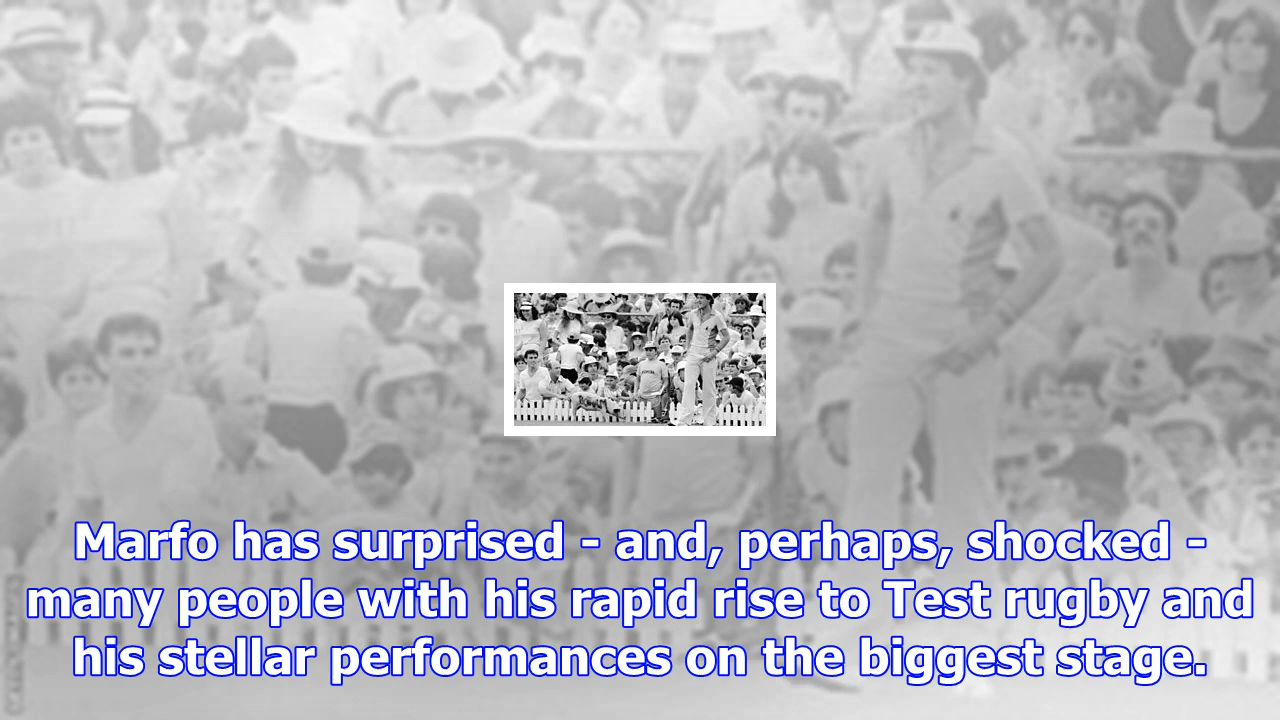 Marfo has surprised - and, perhaps, shocked -
many people with his rapid rise to Test rugby and
his stellar performances on the biggest stage.